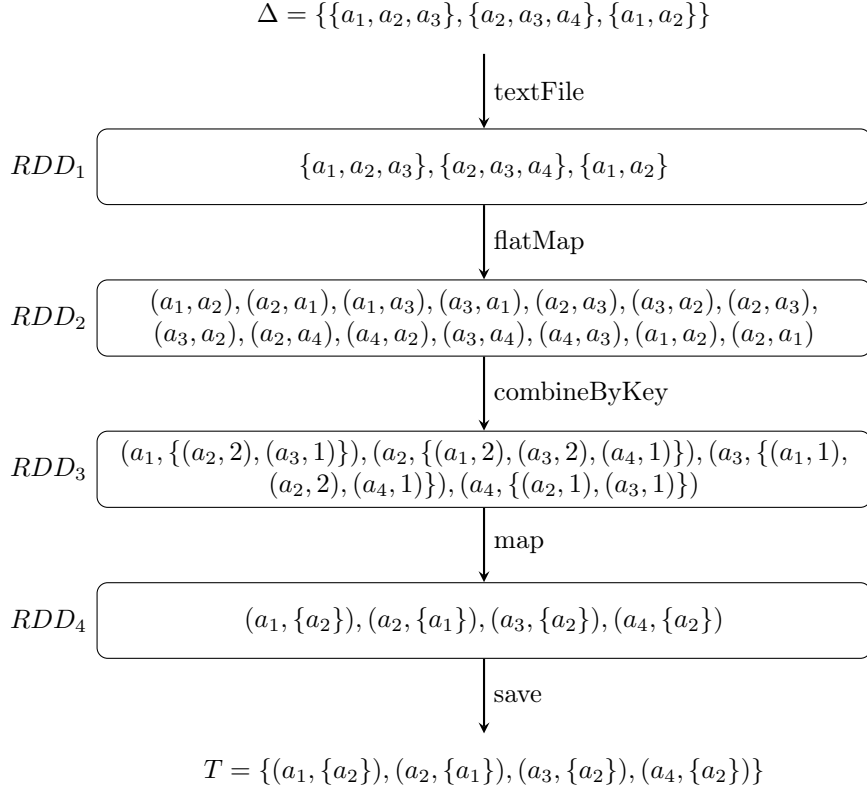 Δ = {{a₁, a₂, a₃}, {a₂, a₃, a₄}, {a₁, a₂}}
textFile
RDD₁
{a₁, a₂, a₃}, {a₂, a₃, a₄}, {a₁, a₂}
flatMap
RDD₂
(a₁, a₂), (a₂, a₁), (a₁, a₃), (a₃, a₁), (a₂, a₃), (a₃, a₂), (a₂, a₃),
(a₃, a₂), (a₂, a₄), (a₄, a₂), (a₃, a₄), (a₄, a₃), (a₁, a₂), (a₂, a₁)
combineByKey
RDD₃
(a₁, {(a₂, 2), (a₃, 1)}), (a₂, {(a₁, 2), (a₃, 2), (a₄, 1)}), (a₃, {(a₁, 1),
(a₂, 2), (a₄, 1)}), (a₄, {(a₂, 1), (a₃, 1)})
map
RDD₄
(a₁, {a₂}), (a₂, {a₁}), (a₃, {a₂}), (a₄, {a₂})
save
T = {(a₁, {a₂}), (a₂, {a₁}), (a₃, {a₂}), (a₄, {a₂})}